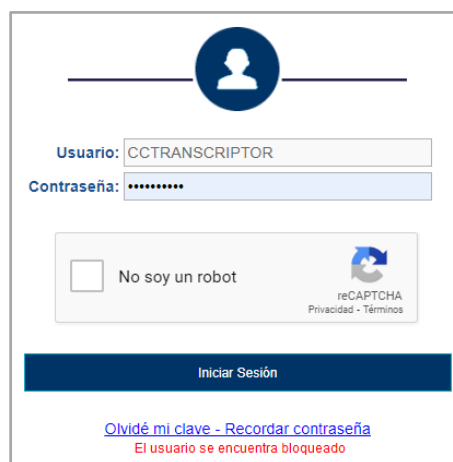 Usuario: CCTRANSCRIPTOR
Contraseña: ••••••••••
No soy un robot
reCAPTCHA
Privacidad - Términos
Iniciar Sesión
Olvidé mi clave - Recordar contraseña
El usuario se encuentra bloqueado